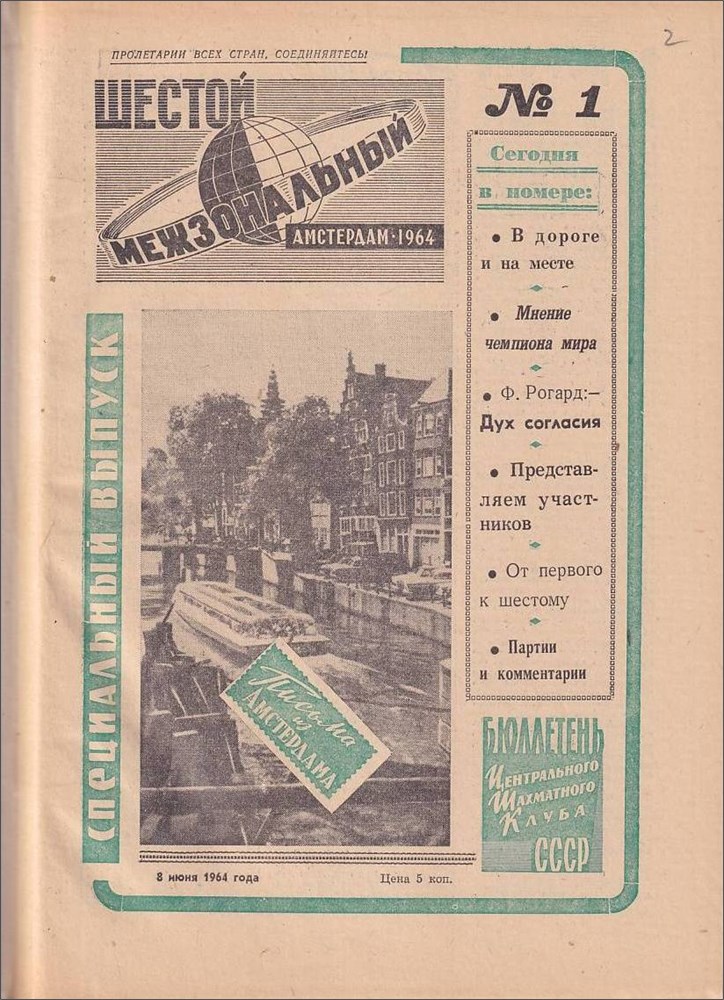 2
ПРОЛЕТАРИИ ВСЕХ СТРАН, СОЕДИНЯЙТЕСЬ!
ШЕСТОЙ
МЕЖЗОНАЛЬНЫЙ
АМСТЕРДАМ·1964
№ 1
Сегодня
в номере:
● В дороге
и на месте
● Мнение
чемпиона мира
● Ф. Рогард:—
Дух согласия
● Представ-
ляем участ-
ников
● От первого
к шестому
● Партии
и комментарии
СПЕЦИАЛЬНЫЙ ВЫПУСК
Письма
из
АМСТЕРДАМА
БЮЛЛЕТЕНЬ
ЦЕНТРАЛЬНОГО
ШАХМАТНОГО
КЛУБА
СССР
8 июня 1964 года
Цена 5 коп.